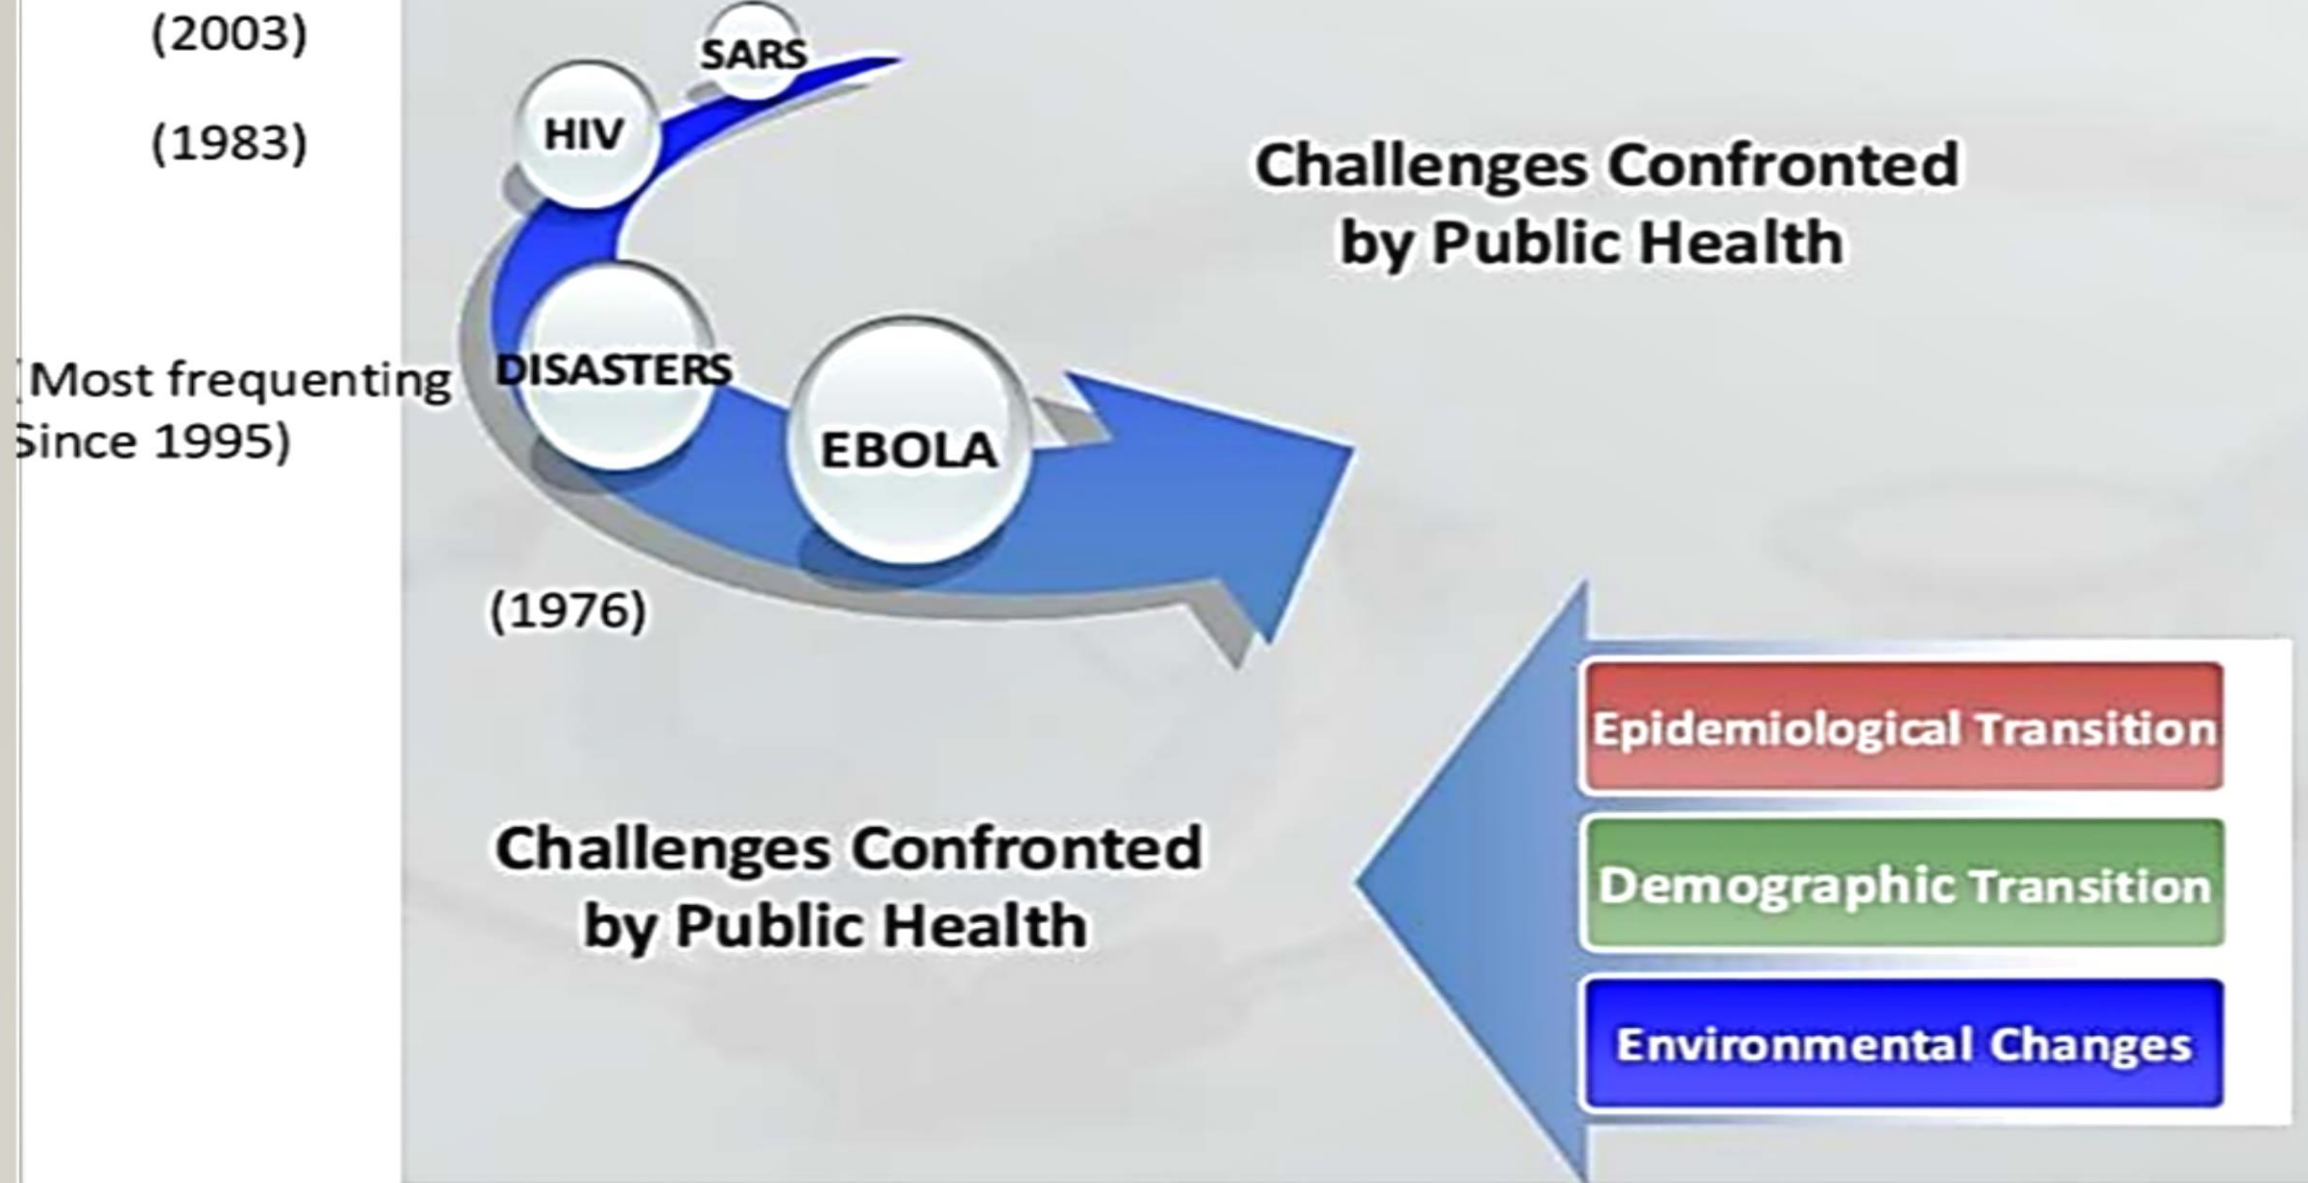 (2003)
SARS
(1983)
HIV
Challenges Confronted
by Public Health
(Most frequenting
Since 1995)
DISASTERS
EBOLA
(1976)
Epidemiological Transition
Demographic Transition
Environmental Changes
Challenges Confronted
by Public Health